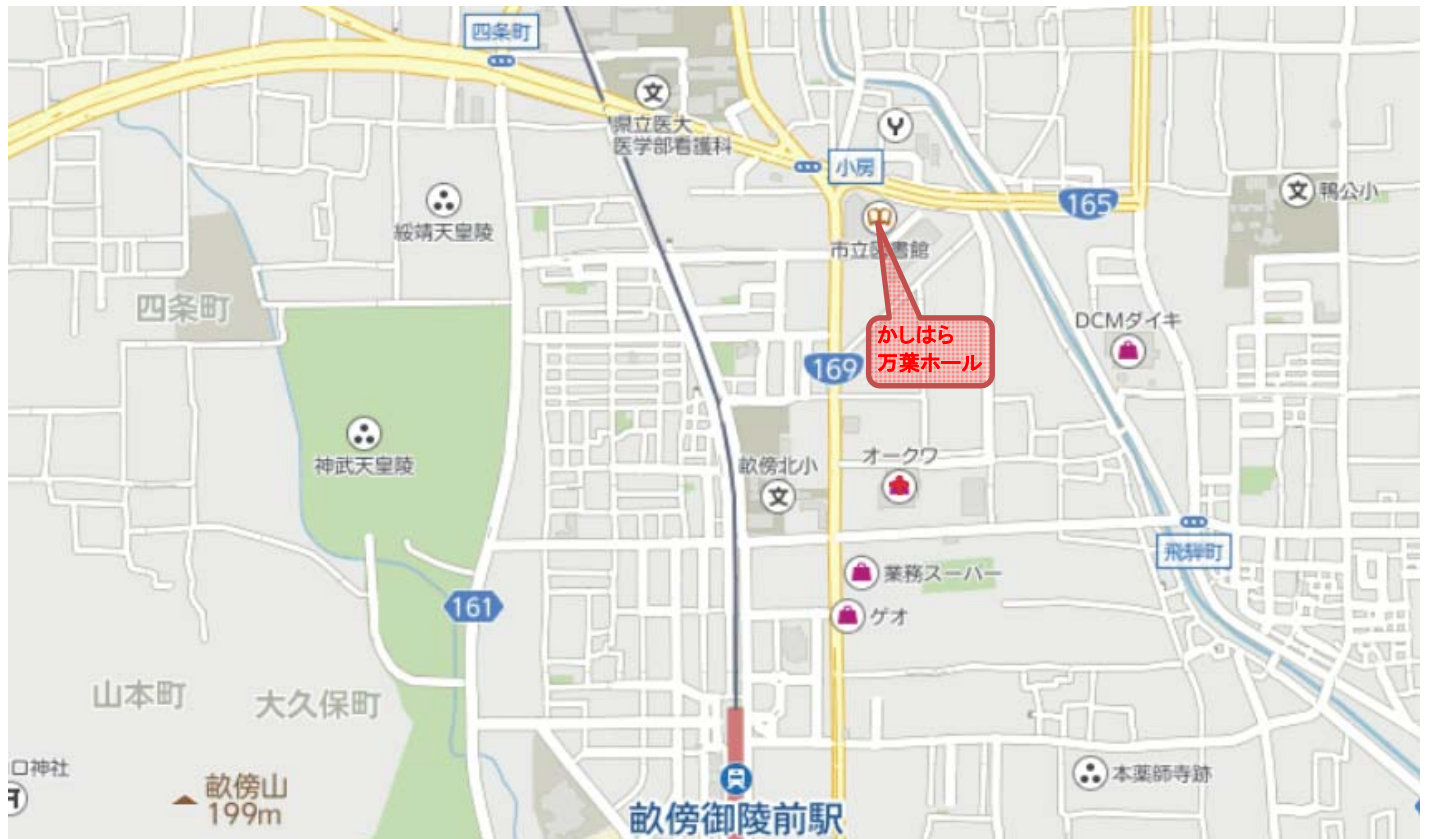 四条町
文
県立医大
医学部看護科
小房
165
文
鴨公小
綏靖天皇陵
市立図書館
四条町
かしはら
万葉ホール
DCMダイキ
169
神武天皇陵
畝傍北小
文
オークワ
飛騨町
業務スーパー
161
ゲオ
山本町
大久保町
口神社
畝傍山
199m
本薬師寺跡
畝傍御陵前駅